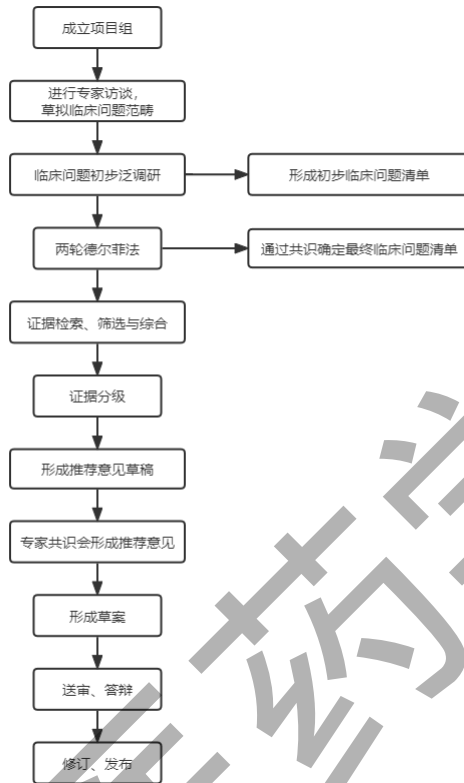 成立项目组
进行专家访谈，
草拟临床问题范畴
临床问题初步泛调研
形成初步临床问题清单
两轮德尔菲法
通过共识确定最终临床问题清单
证据检索、筛选与综合
证据分级
形成推荐意见草稿
专家共识会形成推荐意见
形成草案
送审、答辩
修订、发布
药